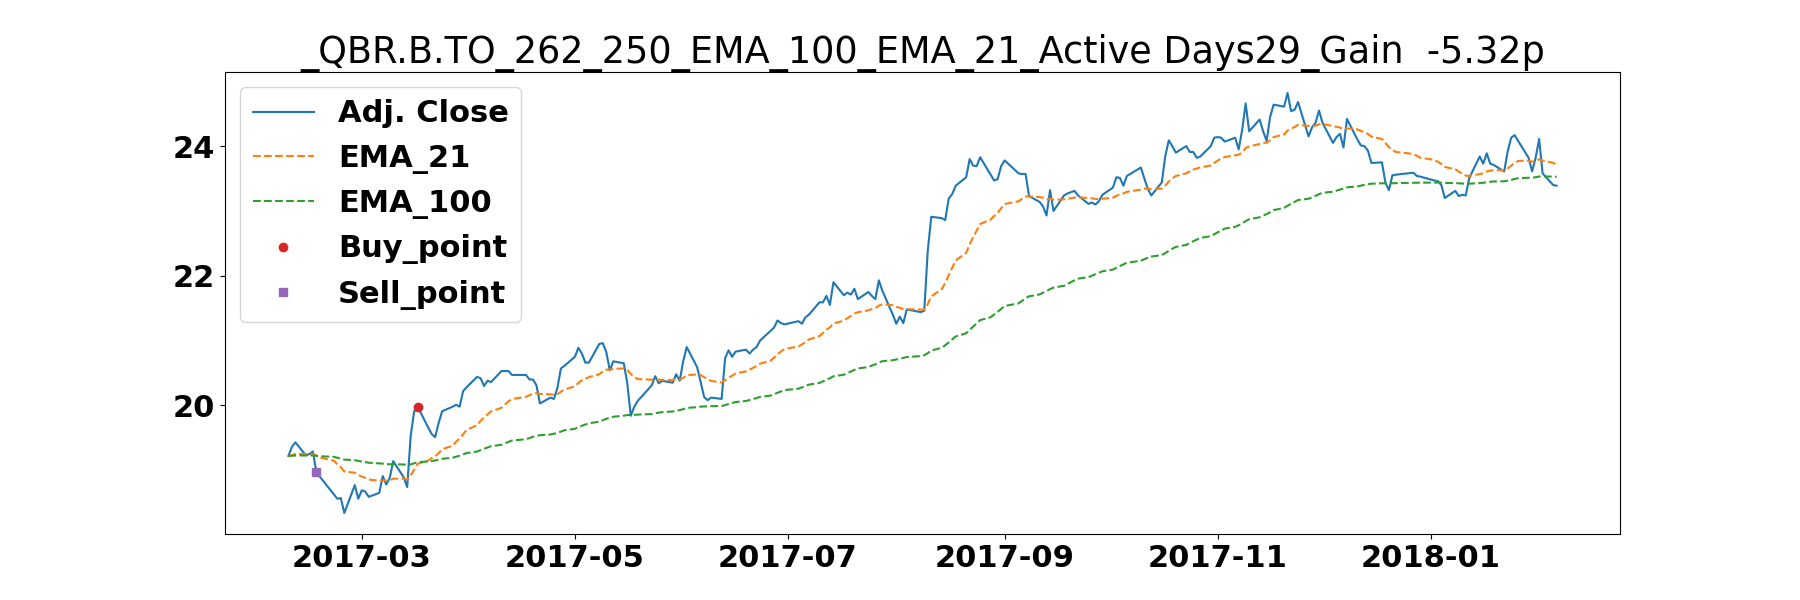 _QBR.B.TO_262_250_EMA_100_EMA_21_Active Days29_Gain  -5.32p
Adj. Close
EMA_21
EMA_100
Buy_point
Sell_point
24
22
20
2017-03 2017-05 2017-07 2017-09 2017-11 2018-01